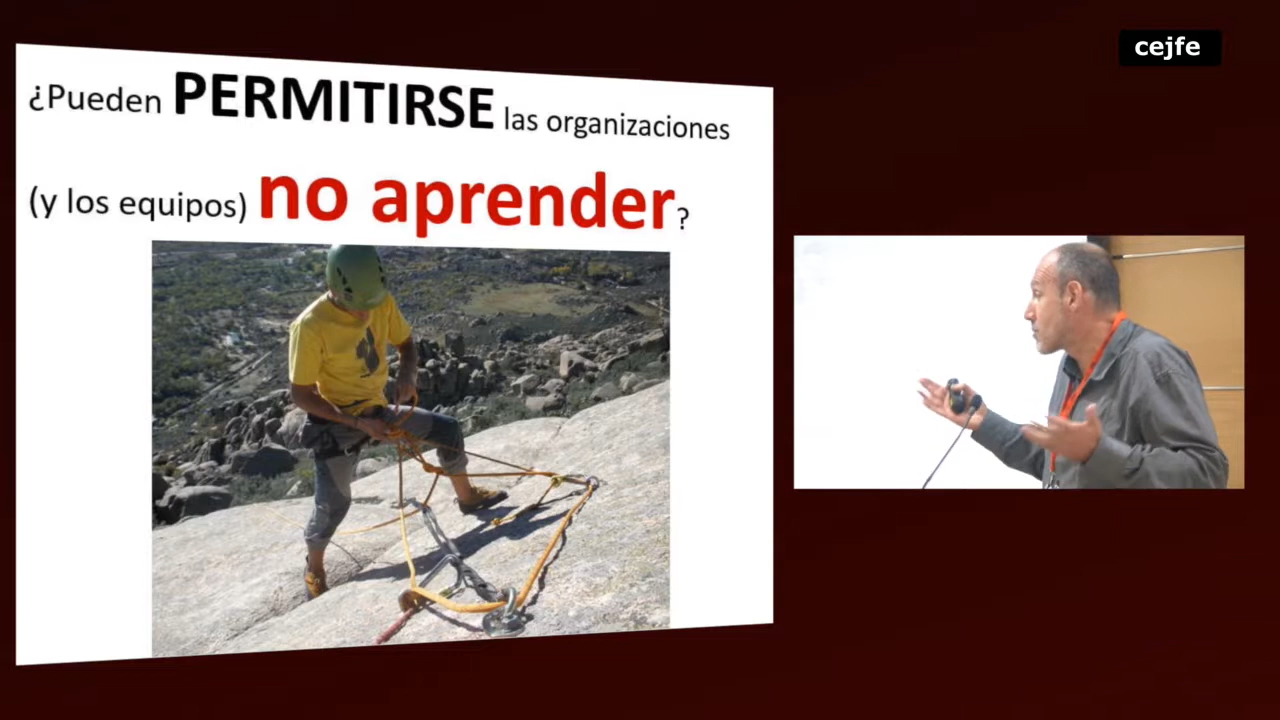 ¿Pueden PERMITIRSE las organizaciones
(y los equipos) no aprender?
cejfe